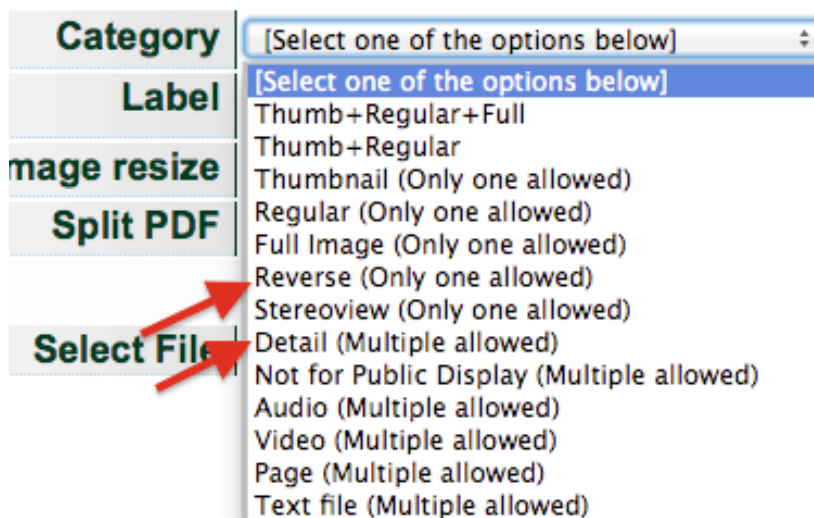 Category [Select one of the options below]
[Select one of the options below]
Label
Thumb+Regular+Full
Thumb+Regular
mage resize
Thumbnail (Only one allowed)
Split PDF
Regular (Only one allowed)
Full Image (Only one allowed)
Reverse (Only one allowed)
Stereoview (Only one allowed)
Select File
Detail (Multiple allowed)
Not for Public Display (Multiple allowed)
Audio (Multiple allowed)
Video (Multiple allowed)
Page (Multiple allowed)
Text file (Multiple allowed)